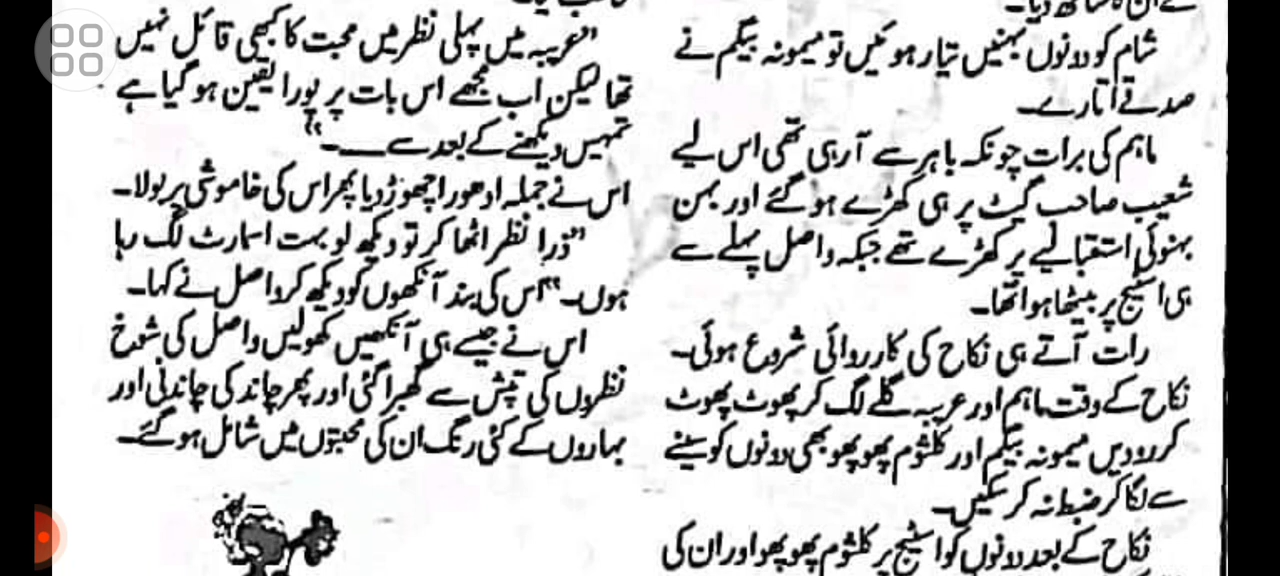 شام کو دونوں بہنیں تیار ہوئیں تو میمونہ بیگم نے
صدقے اتارے۔
ماہم کی برات چونکہ باہر سے آ رہی تھی اس لیے
شعیب صاحب گیٹ پر ہی کھڑے ہو گئے اور بہن
بہنوئی استقبالیے پر کھڑے تھے جبکہ واصل پہلے سے
ہی اسٹیج پر بیٹھا ہوا تھا۔
رات آتے ہی نکاح کی کارروائی شروع ہوئی۔
نکاح کے وقت ماہم اور عریبہ گلے لگ کر پھوٹ پھوٹ
کر رو دیں میمونہ بیگم اور کلثوم پھوپھو بھی دونوں کو سینے
سے لگا کر ضبط نہ کر سکیں۔
نکاح کے بعد دونوں کو اسٹیج پر کلثوم پھوپھو اور ان کی
”عریبہ میں پہلی نظر میں محبت کا کبھی قائل نہیں
تھا لیکن اب مجھے اس بات پر پورا یقین ہو گیا ہے
تمہیں دیکھنے کے بعد سے ــــــ۔“
اس نے جملہ ادھورا چھوڑ دیا پھر اس کی خاموشی پر بولا۔
”ذرا نظر اٹھا کر تو دیکھ لو بہت اسمارٹ لگ رہا
ہوں۔“ اس کی بند آنکھوں کو دیکھ کر واصل نے کہا۔
اس نے جیسے ہی آنکھیں کھولیں واصل کی شوخ
نظروں کی تپش سے گھبرا گئی اور پھر چاند کی چاندنی اور
بہاروں کے کئی رنگ ان کی محبتوں میں شامل ہو گئے۔